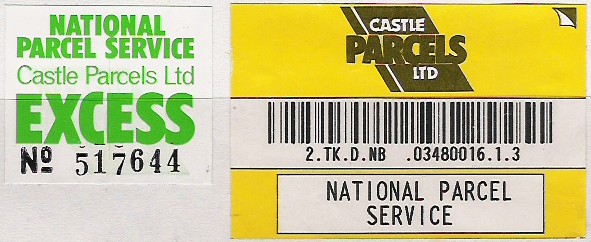 NATIONAL
PARCEL SERVICE
Castle Parcels Ltd
EXCESS
No 517644
CASTLE
PARCELS
LTD
2.TK.D.NB .03480016.1.3
NATIONAL PARCEL
SERVICE